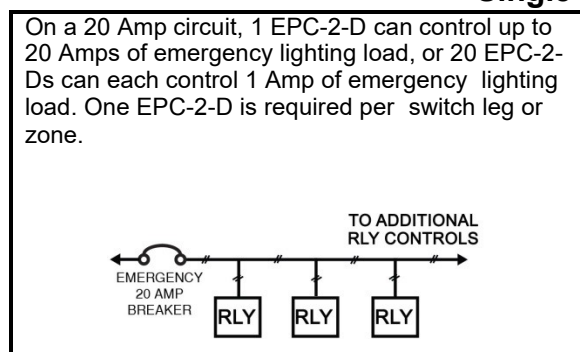 On a 20 Amp circuit, 1 EPC-2-D can control up to
20 Amps of emergency lighting load, or 20 EPC-2-
Ds can each control 1 Amp of emergency lighting
load. One EPC-2-D is required per switch leg or
zone.
TO ADDITIONAL
RLY CONTROLS
EMERGENCY
20 AMP
BREAKER
RLY RLY RLY